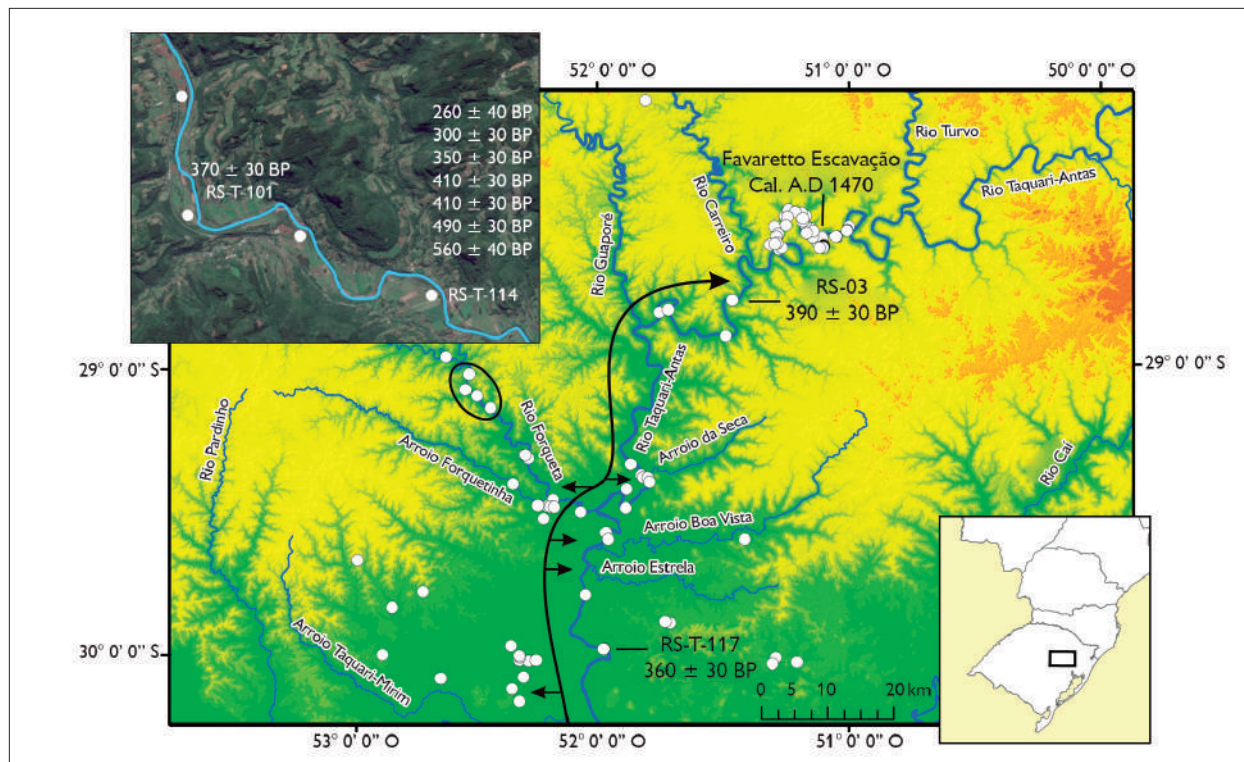 52° 0' 0'' O
51° 0' 0'' O
50° 0' 0'' O
260 ± 40 BP
300 ± 30 BP
350 ± 30 BP
410 ± 30 BP
410 ± 30 BP
490 ± 30 BP
560 ± 40 BP
370 ± 30 BP
RS-T-101
RS-T-114
Rio Turvo
Favaretto Escavação
Cal. A.D 1470
Rio Taquari-Antas
Rio Carreiro
Rio Guaporé
RS-03
390 ± 30 BP
29° 0' 0'' S
29° 0' 0'' S
Rio Pardinho
Rio Forqueta
Rio Taquari-Antas
Arroio da Seca
Arroio Forquetinha
Rio Caí
Arroio Boa Vista
Arroio Estrela
Arroio Taquari-Mirim
30° 0' 0'' S
RS-T-117
360 ± 30 BP
0 5 10 20 km
53° 0' 0'' O
52° 0' 0'' O
51° 0' 0'' O